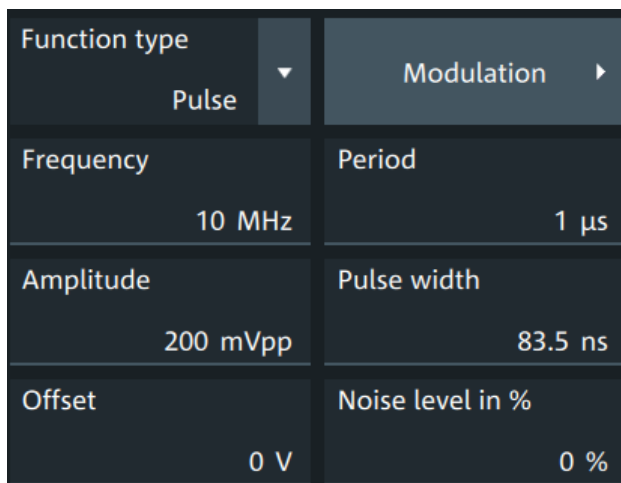 Function type
Pulse
Modulation
Frequency
10 MHz
Period
1 µs
Amplitude
200 mVpp
Pulse width
83.5 ns
Offset
0 V
Noise level in %
0 %